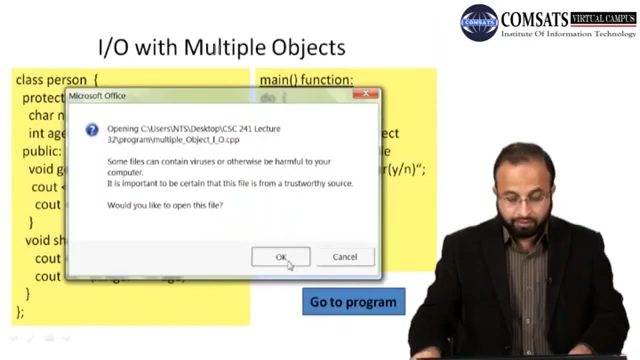 COMSATS VIRTUAL CAMPUS
Institute Of Information Technology
I/O with Multiple Objects
class person {
protect
char n
int age
public:
void ge
cout <
cout <
}
void sh
cout <
cout <
}
};
main() function:
do {
ect
e
r(y/n)“;
Microsoft Office
Opening C:\Users\NTS\Desktop\CSC 241 Lecture
32\program\multiple_Object_I_O.cpp
Some files can contain viruses or otherwise be harmful to your
computer.
It is important to be certain that this file is from a trustworthy source.
Would you like to open this file?
OK Cancel
Go to program